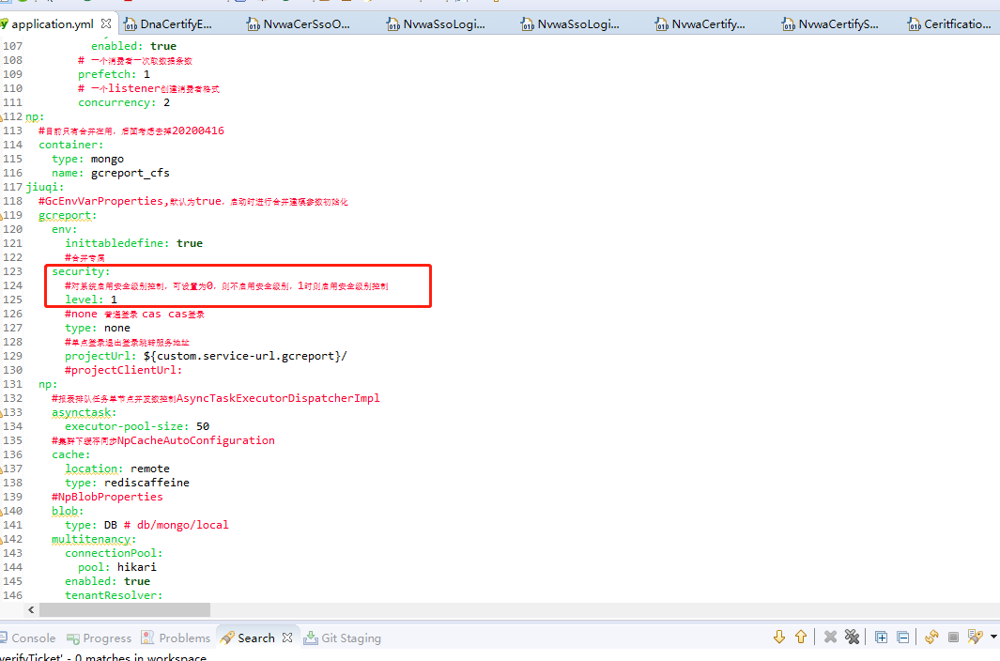 application.yml
DnaCertifyE...
NvwaCerSsoO...
NvwaSsoLogi...
NvwaSsoLogi...
NvwaCertify...
NvwaCertifyS...
Ceritficatio...
107 enabled: true
108 # 一个消费者一次取数据条数
109 prefetch: 1
110 # 一个listener创建消费者格式
111 concurrency: 2
112 np:
113 #目前只有合并在用，后面考虑去掉20200416
114 container:
115 type: mongo
116 name: gcreport_cfs
117 jiuqi:
118 #GcEnvVarProperties,默认为true，启动时进行合并建模参数初始化
119 gcreport:
120 env:
121 inittabledefine: true
122 #合并专属
123 security:
124 #对系统启用安全级别控制，可设置为0，则不启用安全级别，1时则启用安全级别控制
125 level: 1
126 #none 普通登录 cas cas登录
127 type: none
128 #单点登录退出登录跳转服务地址
129 projectUrl: ${custom.service-url.gcreport}/
130 #projectClientUrl:
131 np:
132 #报表排队任务单节点并发数控制AsyncTaskExecutorDispatcherImpl
133 asynctask:
134 executor-pool-size: 50
135 #集群下缓存同步NpCacheAutoConfiguration
136 cache:
137 location: remote
138 type: rediscaffeine
139 #NpBlobProperties
140 blob:
141 type: DB # db/mongo/local
142 multitenancy:
143 connectionPool:
144 pool: hikari
145 enabled: true
146 tenantResolver:
Console Progress Problems Search Git Staging
verifyTicket' - 0 matches in workspace